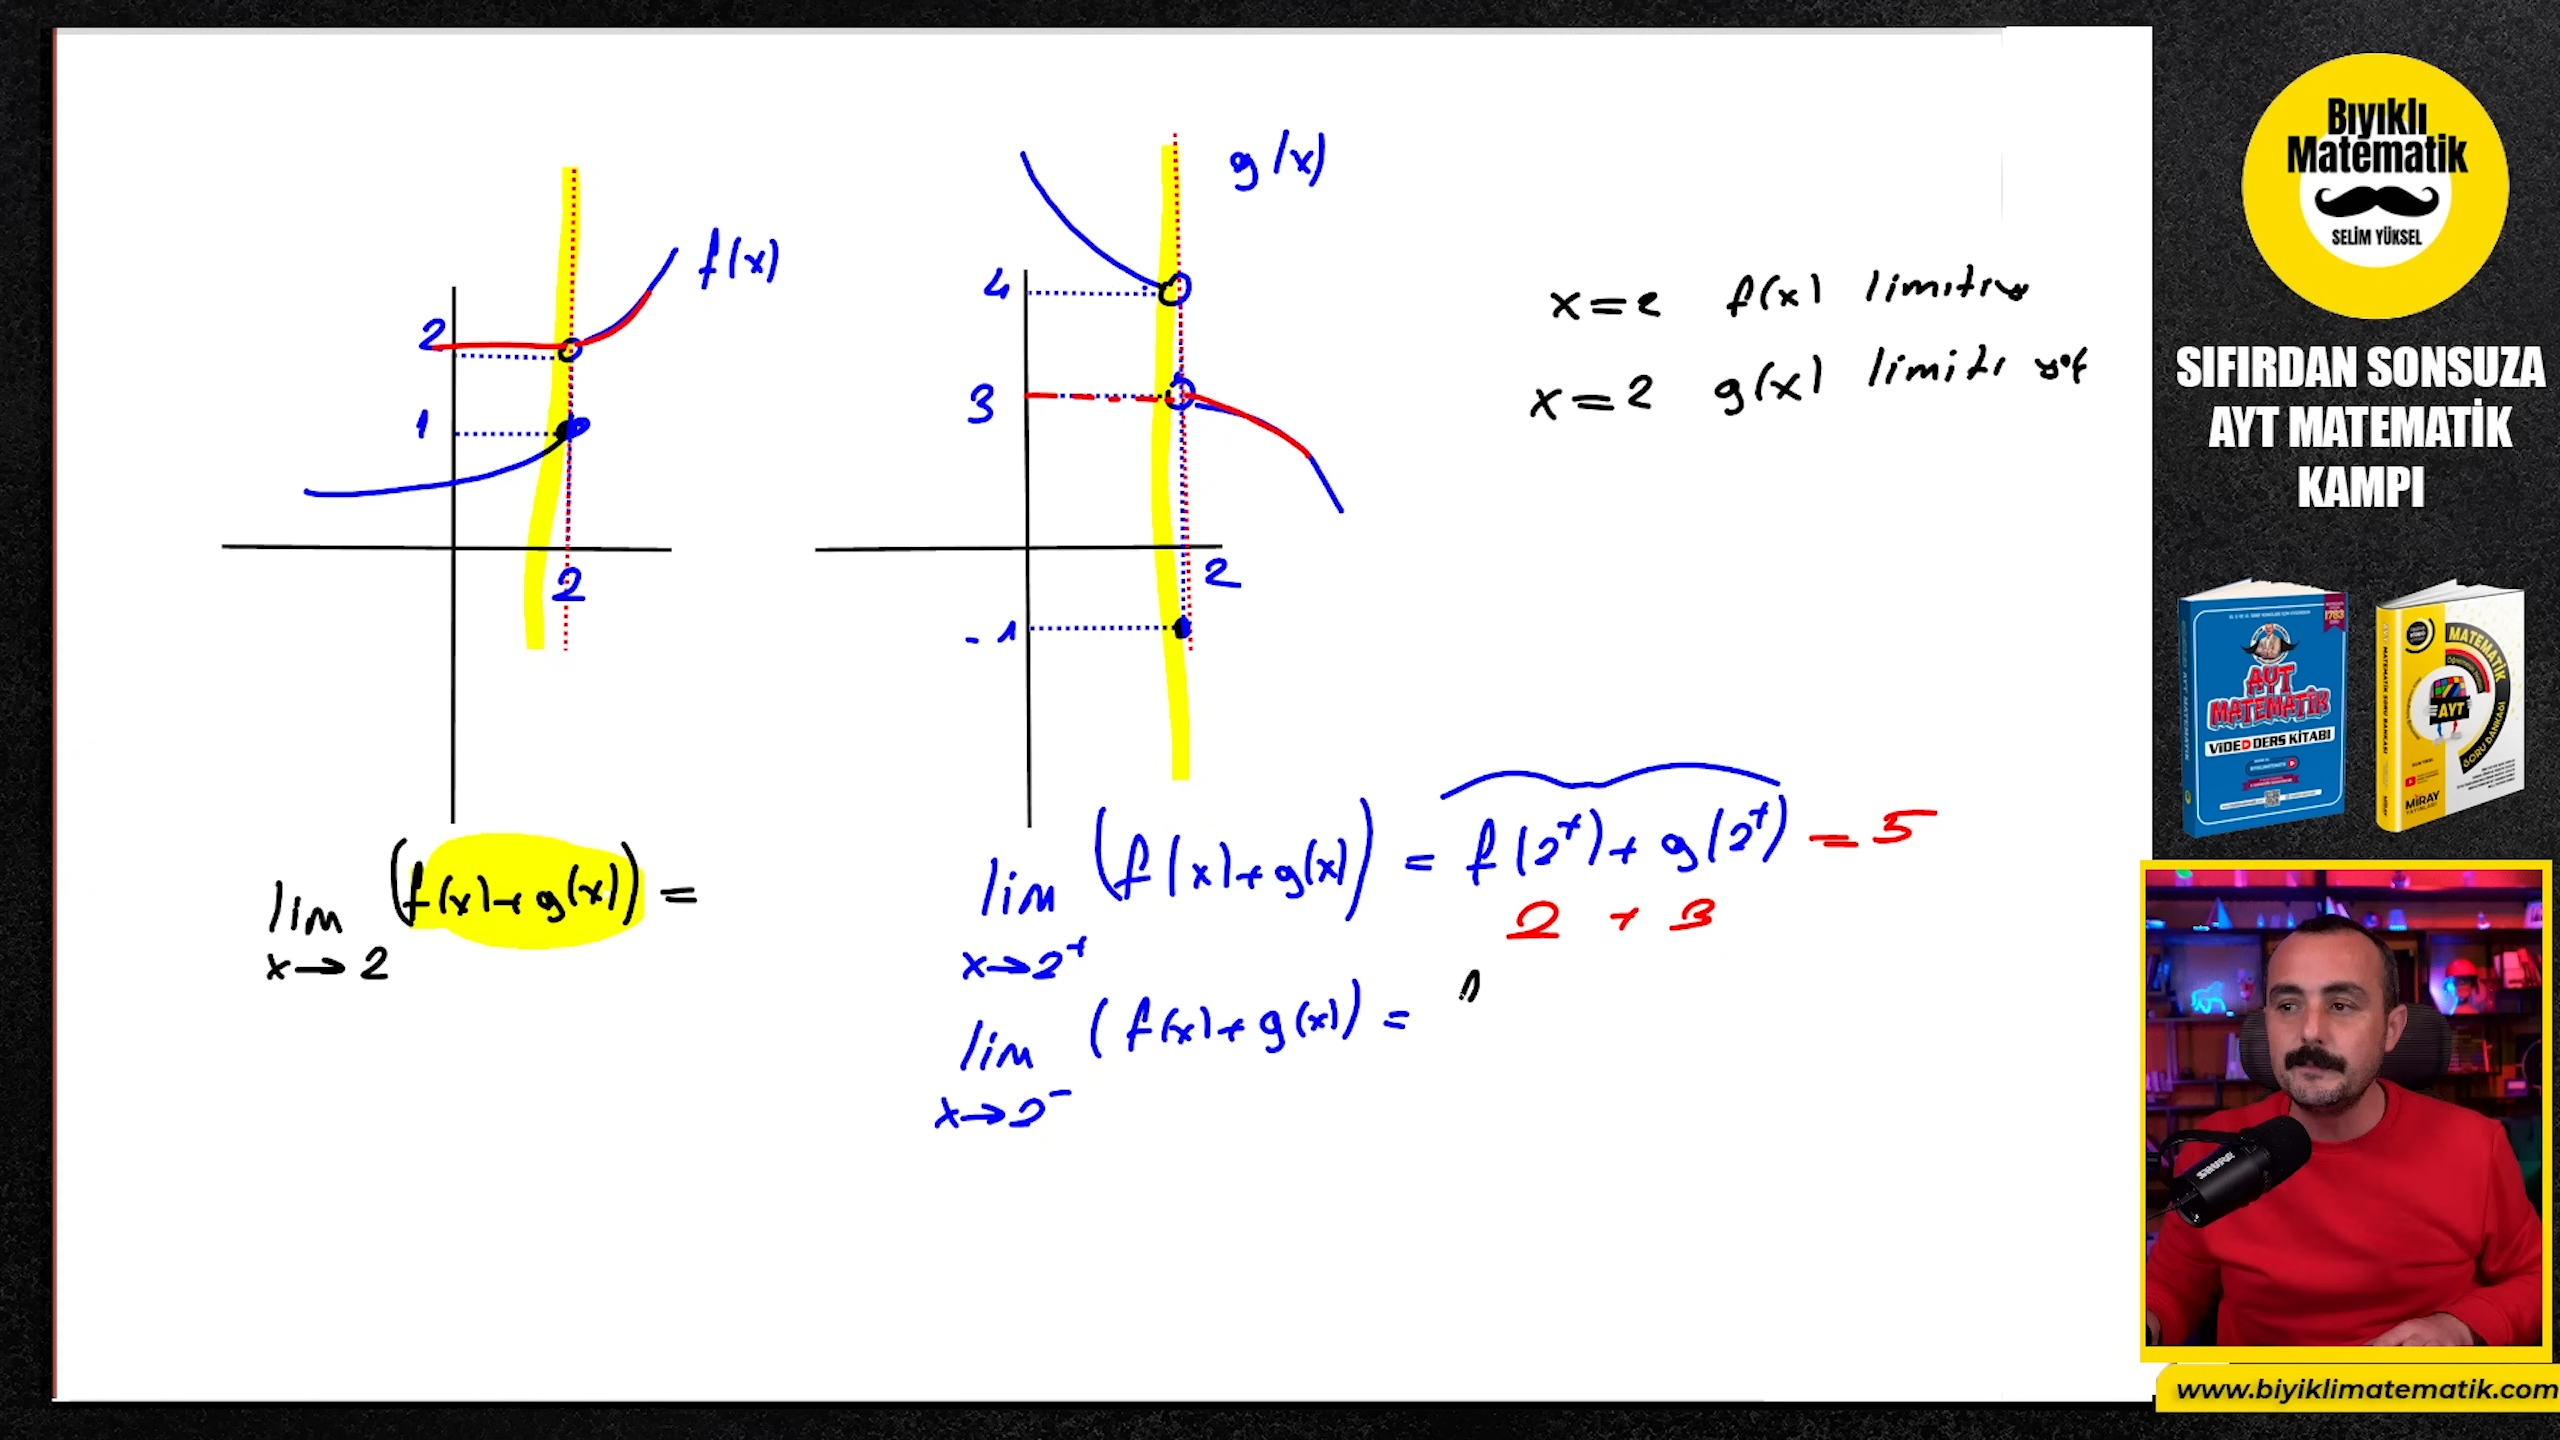 f(x)
2
1
2
g(x)
4
3
2
-1
x=2 f(x) limiti
x=2 g(x) limiti yok
lim (f(x)+g(x)) =
x→2
lim (f(x)+g(x)) = f(2⁺)+g(2⁺) = 5
x→2⁺
2 + 3
lim (f(x)+g(x)) =
x→2⁻
Bıyıklı
Matematik
SELİM YÜKSEL
SIFIRDAN SONSUZA
AYT MATEMATİK
KAMPI
AYT
MATEMATİK
VİDEO DERS KİTABI
MATEMATİK
AYT
SORU BANKASI
MİRAY
www.biyiklimatematik.com